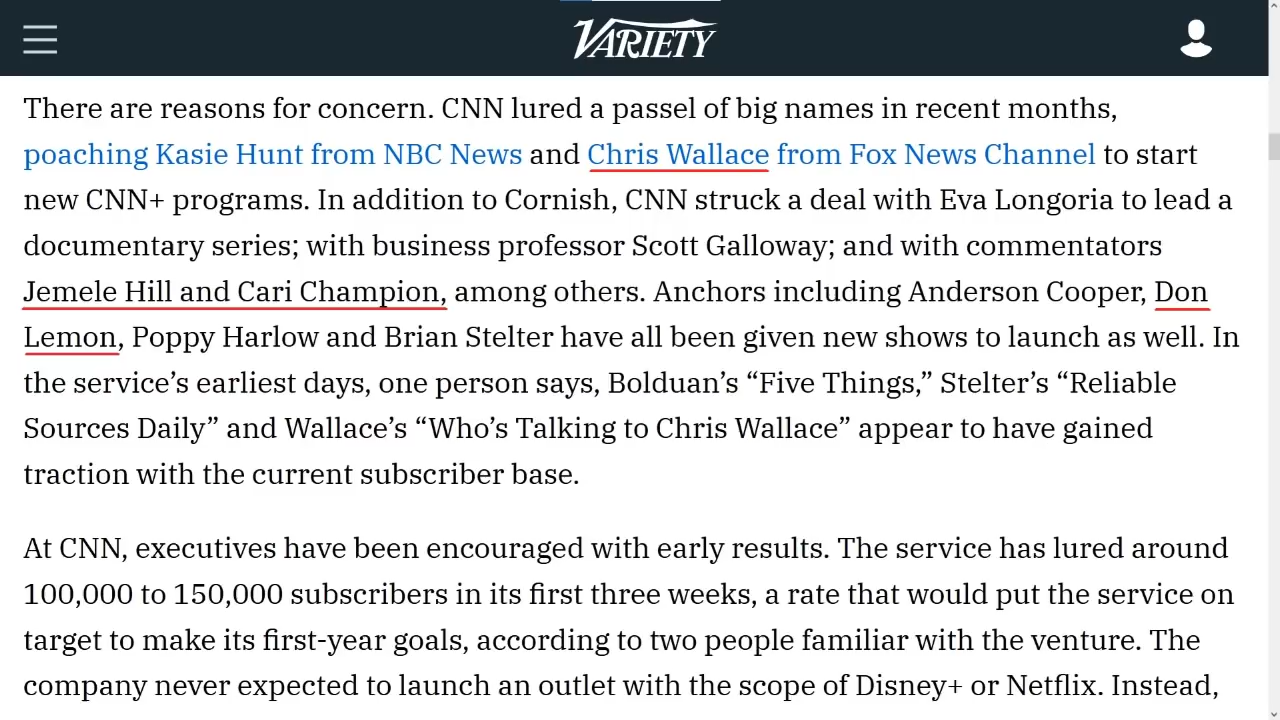 VARIETY
There are reasons for concern. CNN lured a passel of big names in recent months,
poaching Kasie Hunt from NBC News and Chris Wallace from Fox News Channel to start
new CNN+ programs. In addition to Cornish, CNN struck a deal with Eva Longoria to lead a
documentary series; with business professor Scott Galloway; and with commentators
Jemele Hill and Cari Champion, among others. Anchors including Anderson Cooper, Don
Lemon, Poppy Harlow and Brian Stelter have all been given new shows to launch as well. In
the service’s earliest days, one person says, Bolduan’s “Five Things,” Stelter’s “Reliable
Sources Daily” and Wallace’s “Who’s Talking to Chris Wallace” appear to have gained
traction with the current subscriber base.
At CNN, executives have been encouraged with early results. The service has lured around
100,000 to 150,000 subscribers in its first three weeks, a rate that would put the service on
target to make its first-year goals, according to two people familiar with the venture. The
company never expected to launch an outlet with the scope of Disney+ or Netflix. Instead,